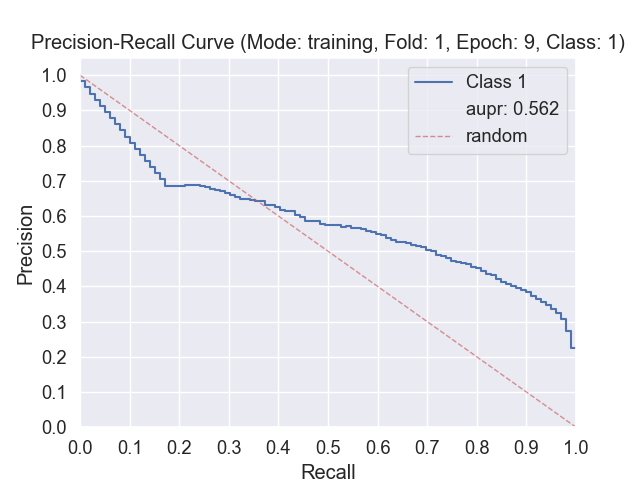 Precision-Recall Curve (Mode: training, Fold: 1, Epoch: 9, Class: 1)
Class 1
aupr: 0.562
random
Precision
1.0
0.9
0.8
0.7
0.6
0.5
0.4
0.3
0.2
0.1
0.0
0.0 0.1 0.2 0.3 0.4 0.5 0.6 0.7 0.8 0.9 1.0
Recall